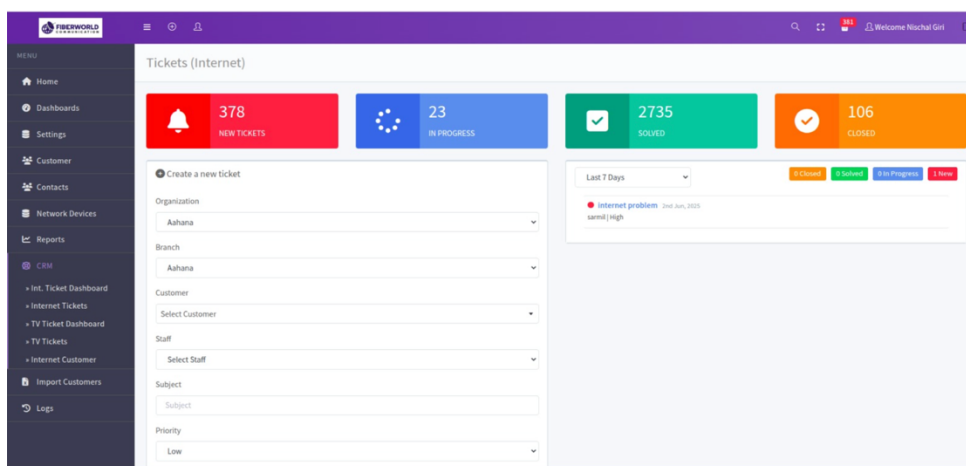 FIBERWORLD
COMMUNICATION
381
Welcome Nischal Giri
MENU
Home
Dashboards
Settings
Customer
Contacts
Network Devices
Reports
CRM
» Int. Ticket Dashboard
» Internet Tickets
» TV Ticket Dashboard
» TV Tickets
» Internet Customer
Import Customers
Logs
Tickets (Internet)
378
NEW TICKETS
23
IN PROGRESS
2735
SOLVED
106
CLOSED
Create a new ticket
Organization
Aahana
Branch
Aahana
Customer
Select Customer
Staff
Select Staff
Subject
Subject
Priority
Low
Last 7 Days
0 Closed 0 Solved 0 In Progress 1 New
internet problem 2nd Jun, 2025
sarmil | High